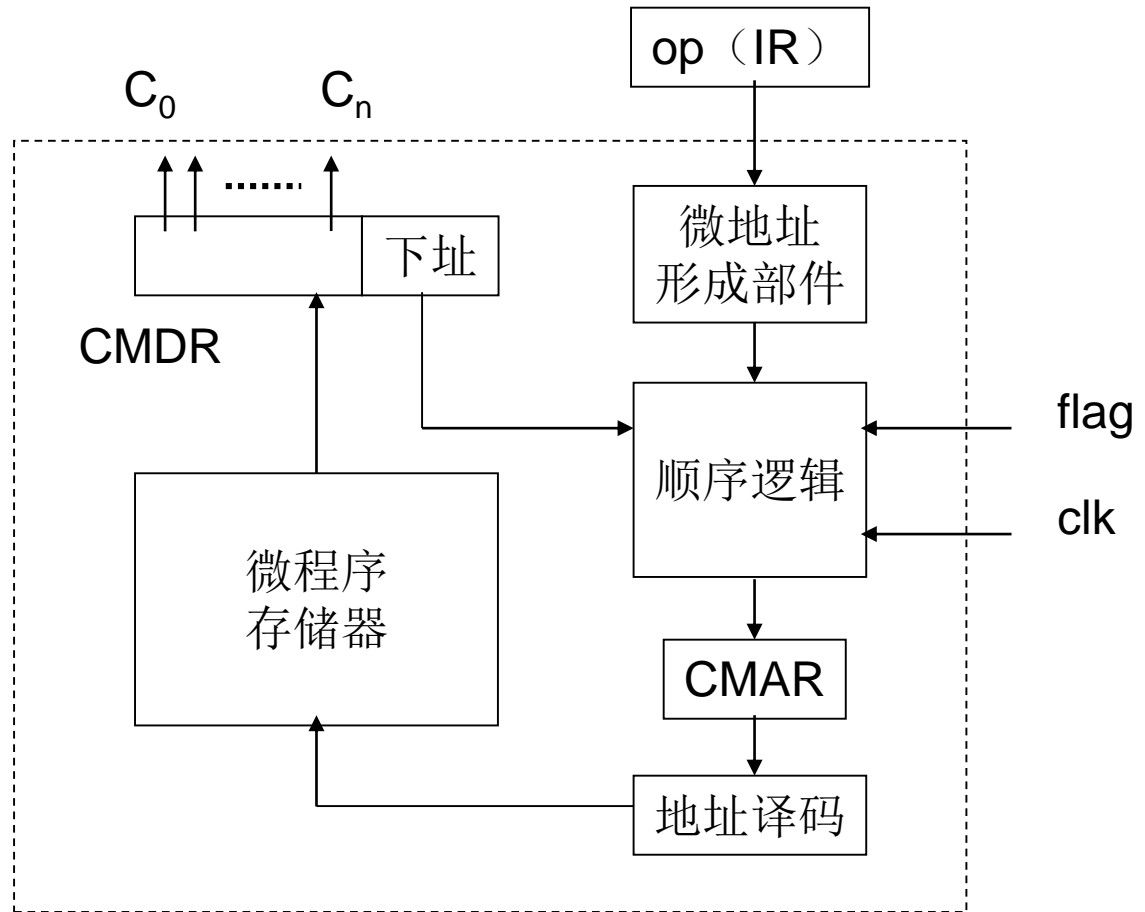 op（IR）
C0
Cn
微地址
形成部件
下址
CMDR
flag
顺序逻辑
clk
微程序
存储器
CMAR
地址译码